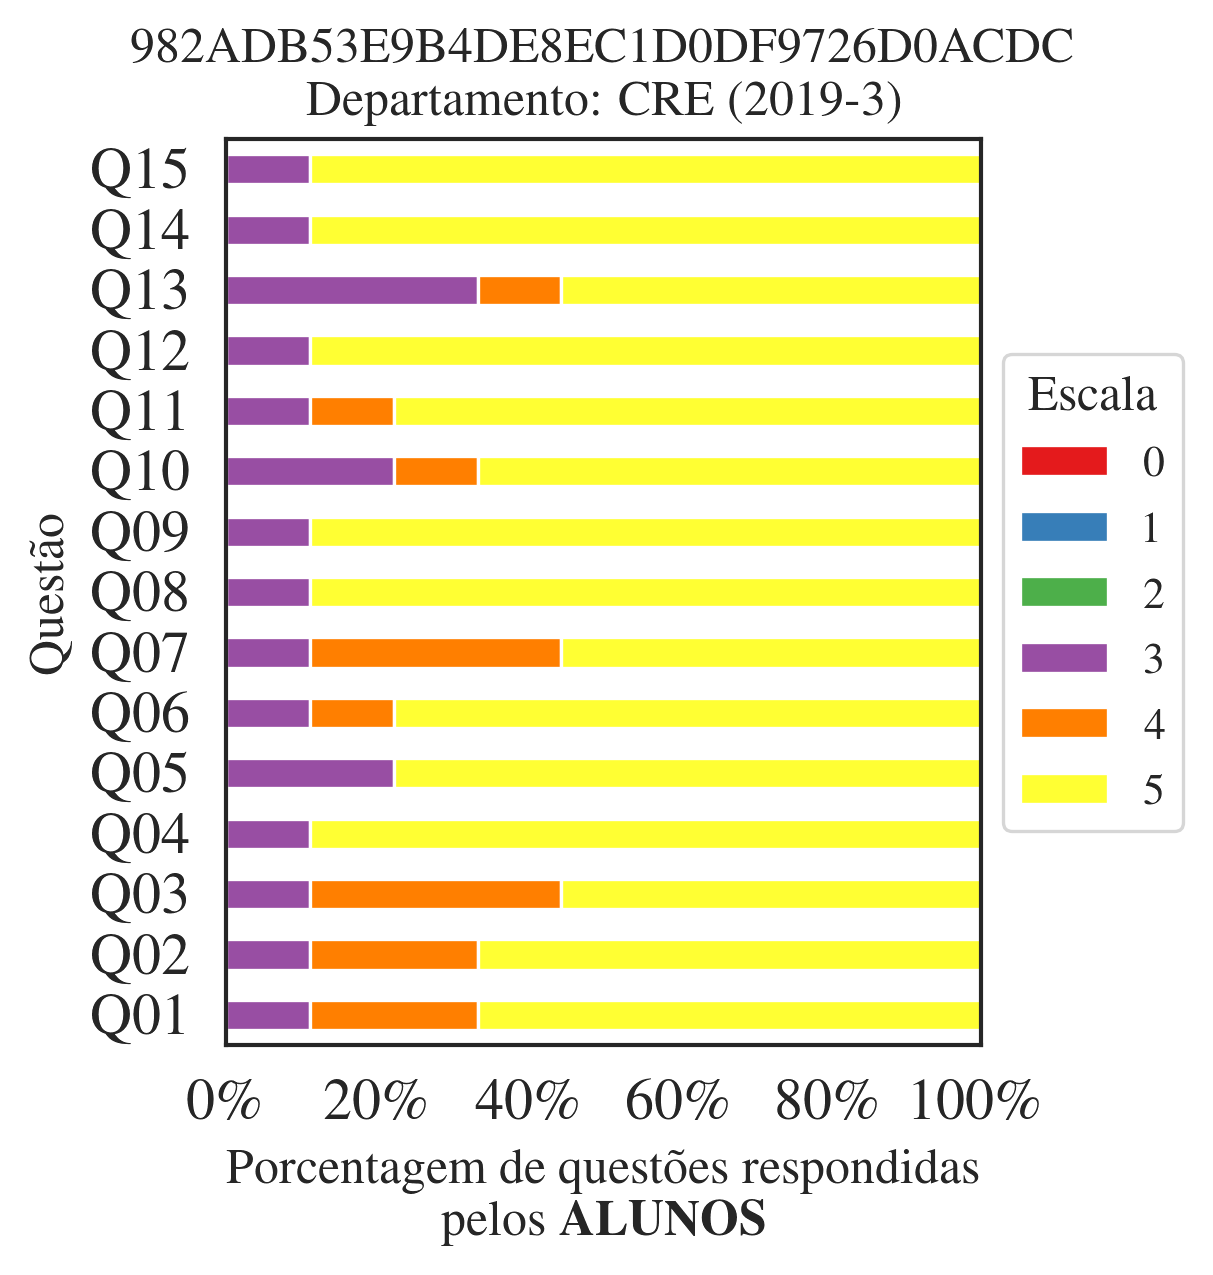 982ADB53E9B4DE8EC1D0DF9726D0ACDC
Departamento: CRE (2019-3)
Questão
Q15
Q14
Q13
Q12
Q11
Q10
Q09
Q08
Q07
Q06
Q05
Q04
Q03
Q02
Q01
0% 20% 40% 60% 80% 100%
Porcentagem de questões respondidas
pelos ALUNOS
Escala
0
1
2
3
4
5